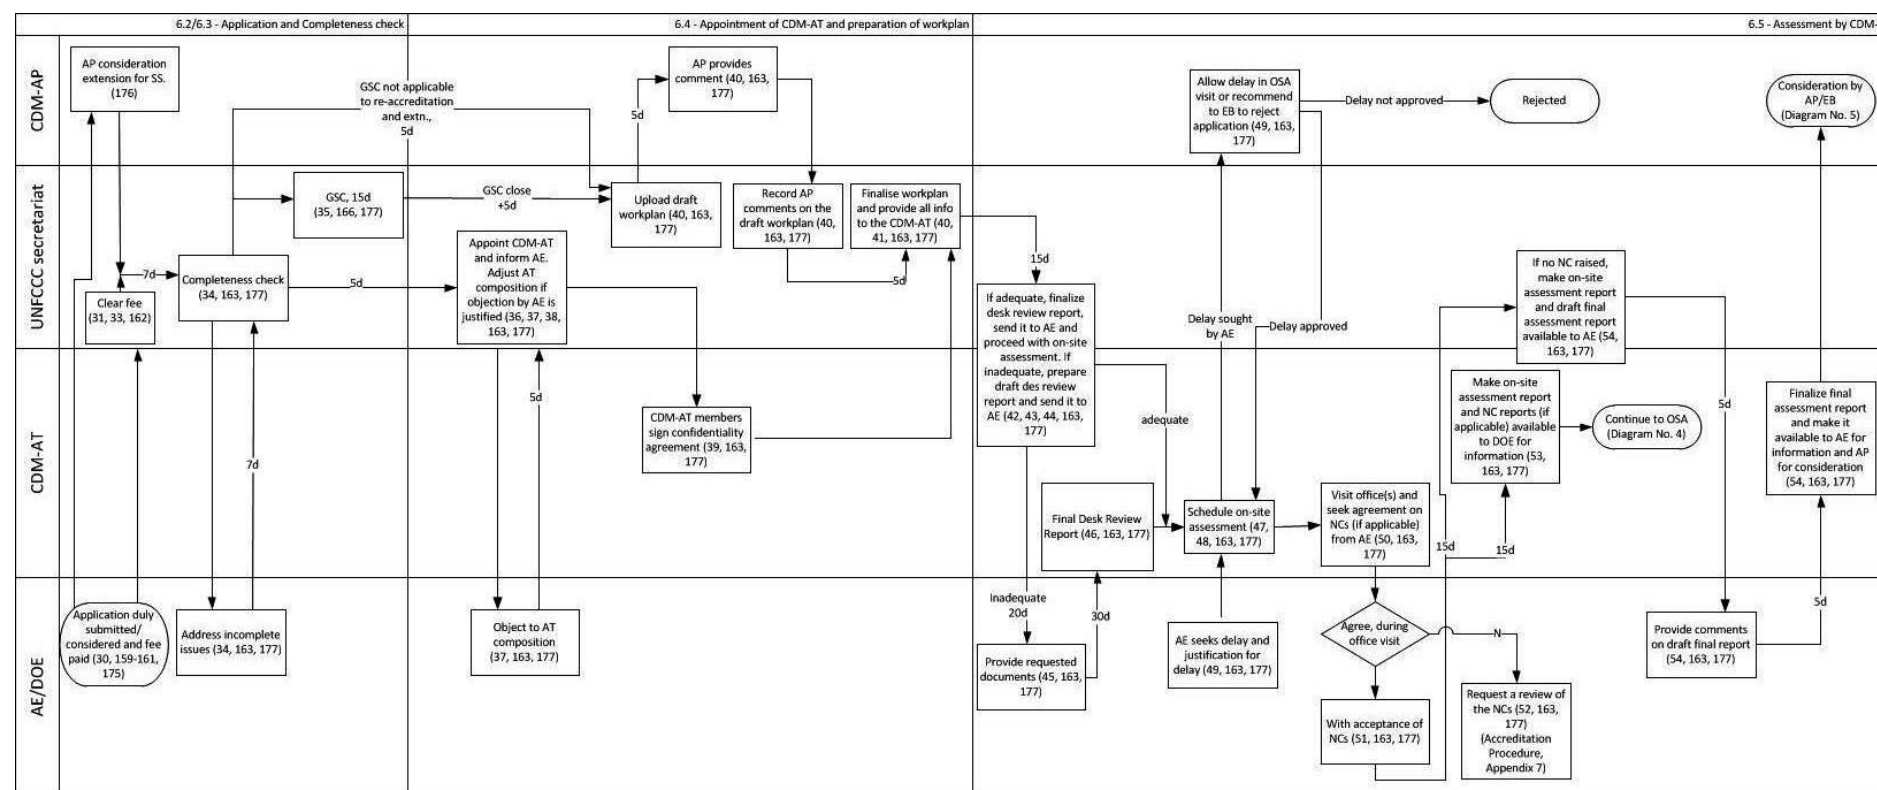 6.2/6.3 - Application and Completeness check
6.4 - Appointment of CDM-AT and preparation of workplan
6.5 - Assessment by CDM-
CDM-AP
AP consideration
extension for SS.
(176)
GSC not applicable
to re-accreditation
and extn.,
5d
5d
AP provides
comment (40, 163,
177)
Allow delay in OSA
visit or recommend
to EB to reject
application (49, 163,
177)
Delay not approved
Rejected
Consideration by
AP/EB
(Diagram No. 5)
UNFCCC secretariat
GSC, 15d
(35, 166, 177)
GSC close
+5d
Upload draft
workplan (40, 163,
177)
Record AP
comments on the
draft workplan (40,
163, 177)
Finalise workplan
and provide all info
to the CDM-AT (40,
41, 163, 177)
5d
15d
7d
Clear fee
(31, 33, 162)
Completeness check
(34, 163, 177)
5d
Appoint CDM-AT
and inform AE.
Adjust AT
composition if
objection by AE is
justified (36, 37, 38,
163, 177)
If adequate, finalize
desk review report,
send it to AE and
proceed with on-site
assessment. If
inadequate, prepare
draft des review
report and send it to
AE (42, 43, 44, 163,
177)
Delay sought
by AE
Delay approved
If no NC raised,
make on-site
assessment report
and draft final
assessment report
available to AE (54,
163, 177)
CDM-AT
7d
5d
CDM-AT members
sign confidentiality
agreement (39, 163,
177)
adequate
Final Desk Review
Report (46, 163, 177)
Schedule on-site
assessment (47,
48, 163, 177)
Visit office(s) and
seek agreement on
NCs (if applicable)
from AE (50, 163,
177)
15d
15d
Make on-site
assessment report
and NC reports (if
applicable) available
to DOE for
information (53,
163, 177)
Continue to OSA
(Diagram No. 4)
5d
Finalize final
assessment report
and make it
available to AE for
information and AP
for consideration
(54, 163, 177)
AE/DOE
Application duly
submitted/
considered and fee
paid (30, 159-161,
175)
Address incomplete
issues (34, 163, 177)
Object to AT
composition
(37, 163, 177)
Inadequate
20d
30d
Provide requested
documents (45, 163,
177)
AE seeks delay and
justification for
delay (49, 163, 177)
Agree, during
office visit
N
With acceptance of
NCs (51, 163, 177)
Request a review of
the NCs (52, 163,
177)
(Accreditation
Procedure,
Appendix 7)
Provide comments
on draft final report
(54, 163, 177)
5d